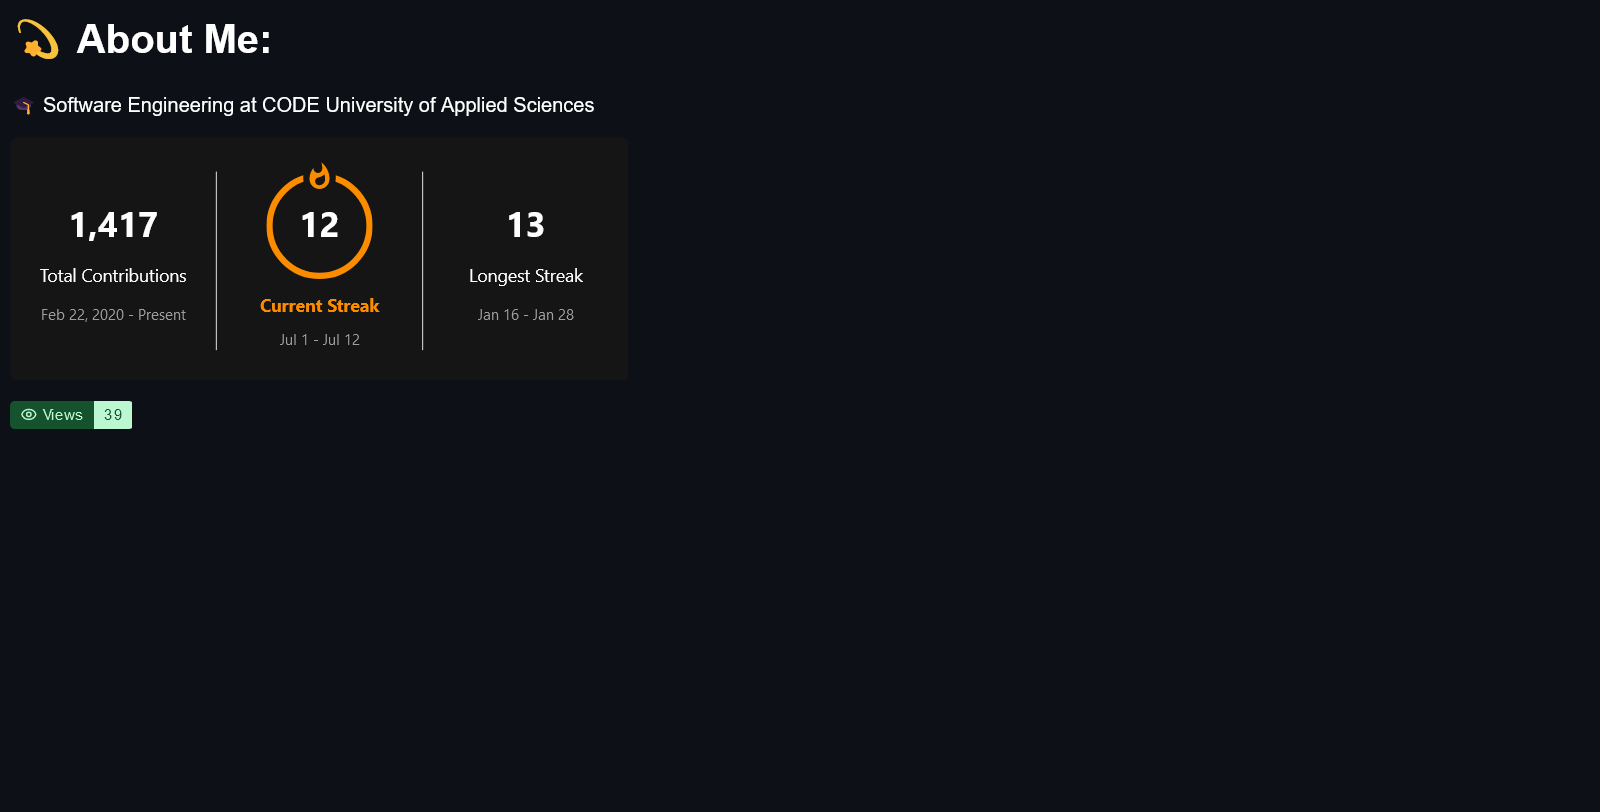 About Me:
Software Engineering at CODE University of Applied Sciences
1,417
Total Contributions
Feb 22, 2020 - Present
12
Current Streak
Jul 1 - Jul 12
13
Longest Streak
Jan 16 - Jan 28
Views 39